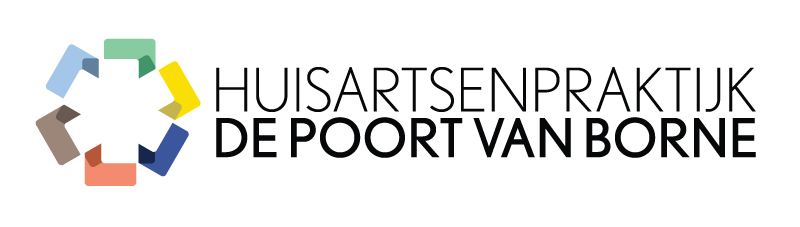 HUISARTSENPRAKTIJK
DE POORT VAN BORNE